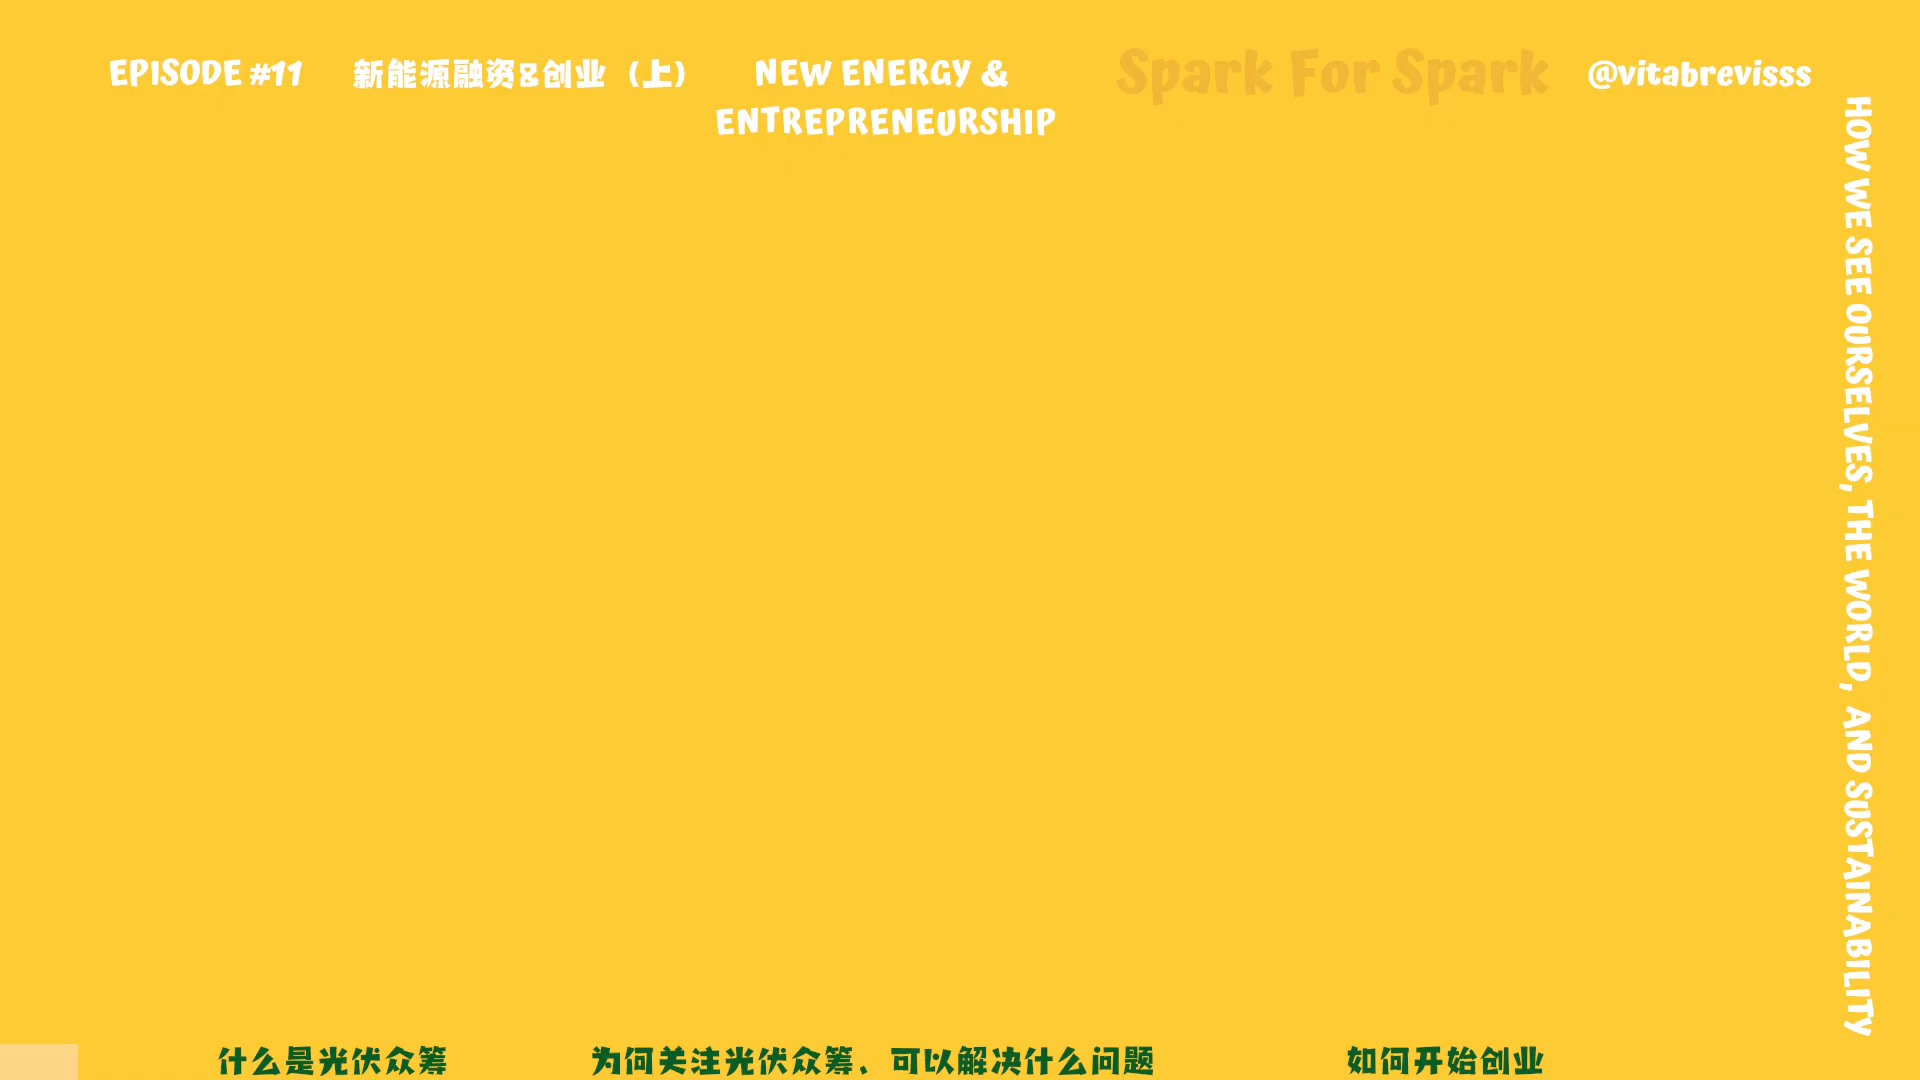 EPISODE #11
新能源融资&创业（上）
NEW ENERGY &
ENTREPRENEURSHIP
Spark For Spark
@vitabrevisss
HOW WE SEE OURSELVES, THE WORLD, AND SUSTAINABILITY
什么是光伏众筹
为何关注光伏众筹、可以解决什么问题
如何开始创业